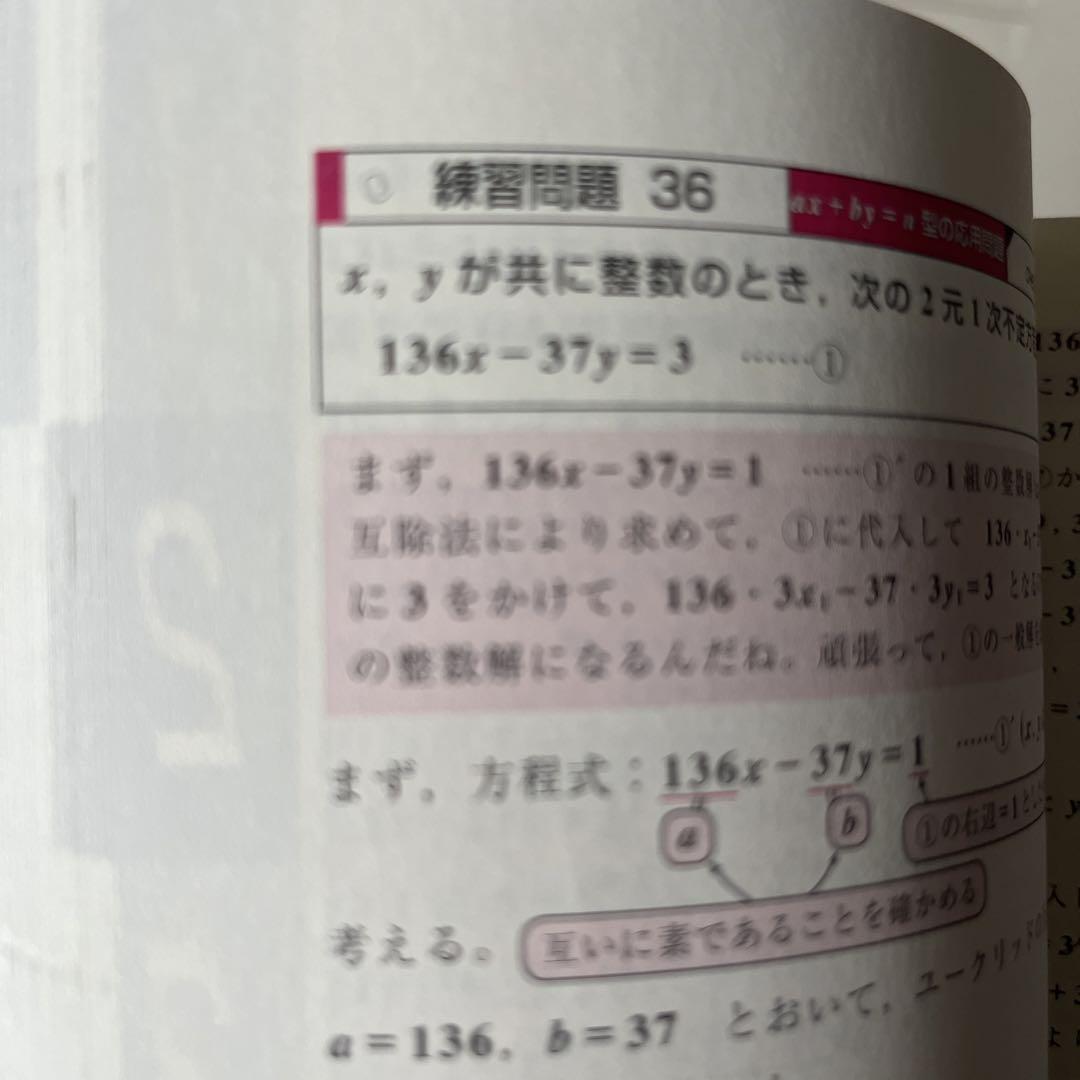 練習問題 36
ax+by=n 型の応用問題
x, y が共に整数のとき, 次の2元1次不定
136x－37y＝3 ……①
まず, 136x－37y＝1 ……①´の1組の整数解
互除法により求めて, ①´に代入して 136・x₁
に3をかけて, 136・3x₁－37・3y₁＝3 となる
の整数解になるんだね。頑張って, ①の一般解
まず, 方程式：136x－37y＝1 ……①´
a
b
①の右辺＝1とし
互いに素であることを確かめる
考える。
a＝136, b＝37 とおいて, ユークリッドの